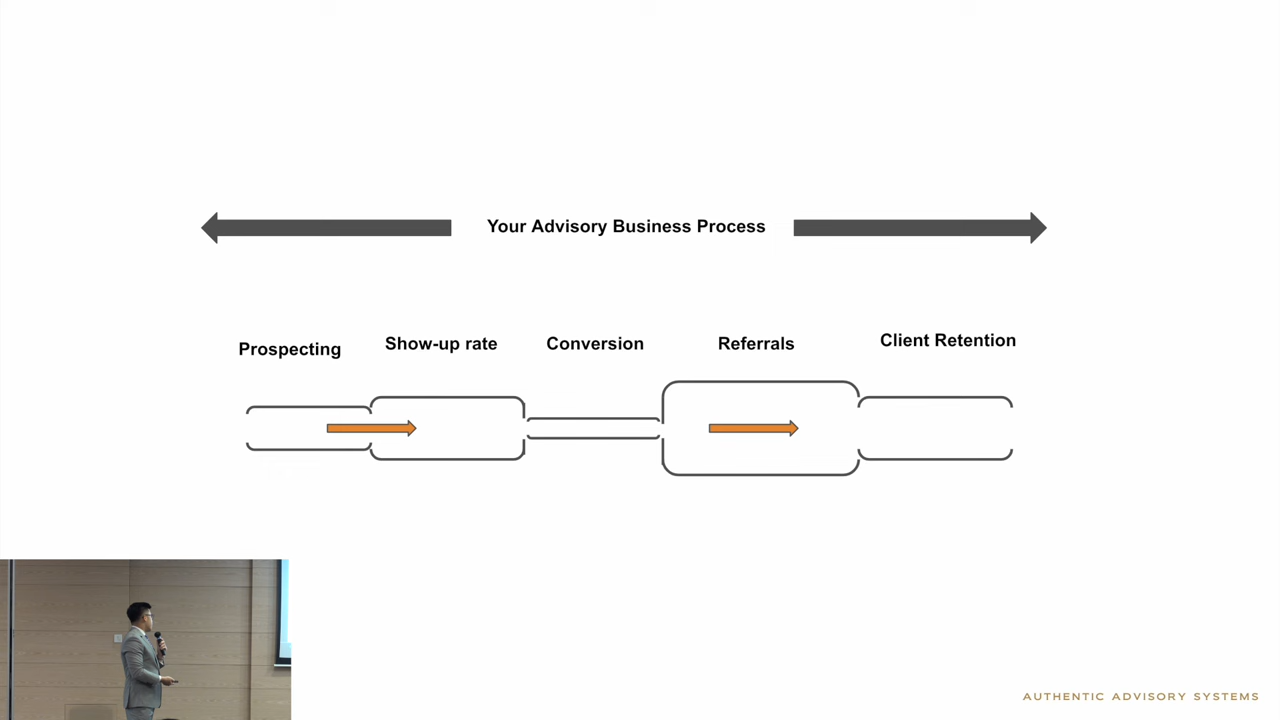 Your Advisory Business Process
Prospecting
Show-up rate
Conversion
Referrals
Client Retention
AUTHENTIC ADVISORY SYSTEMS